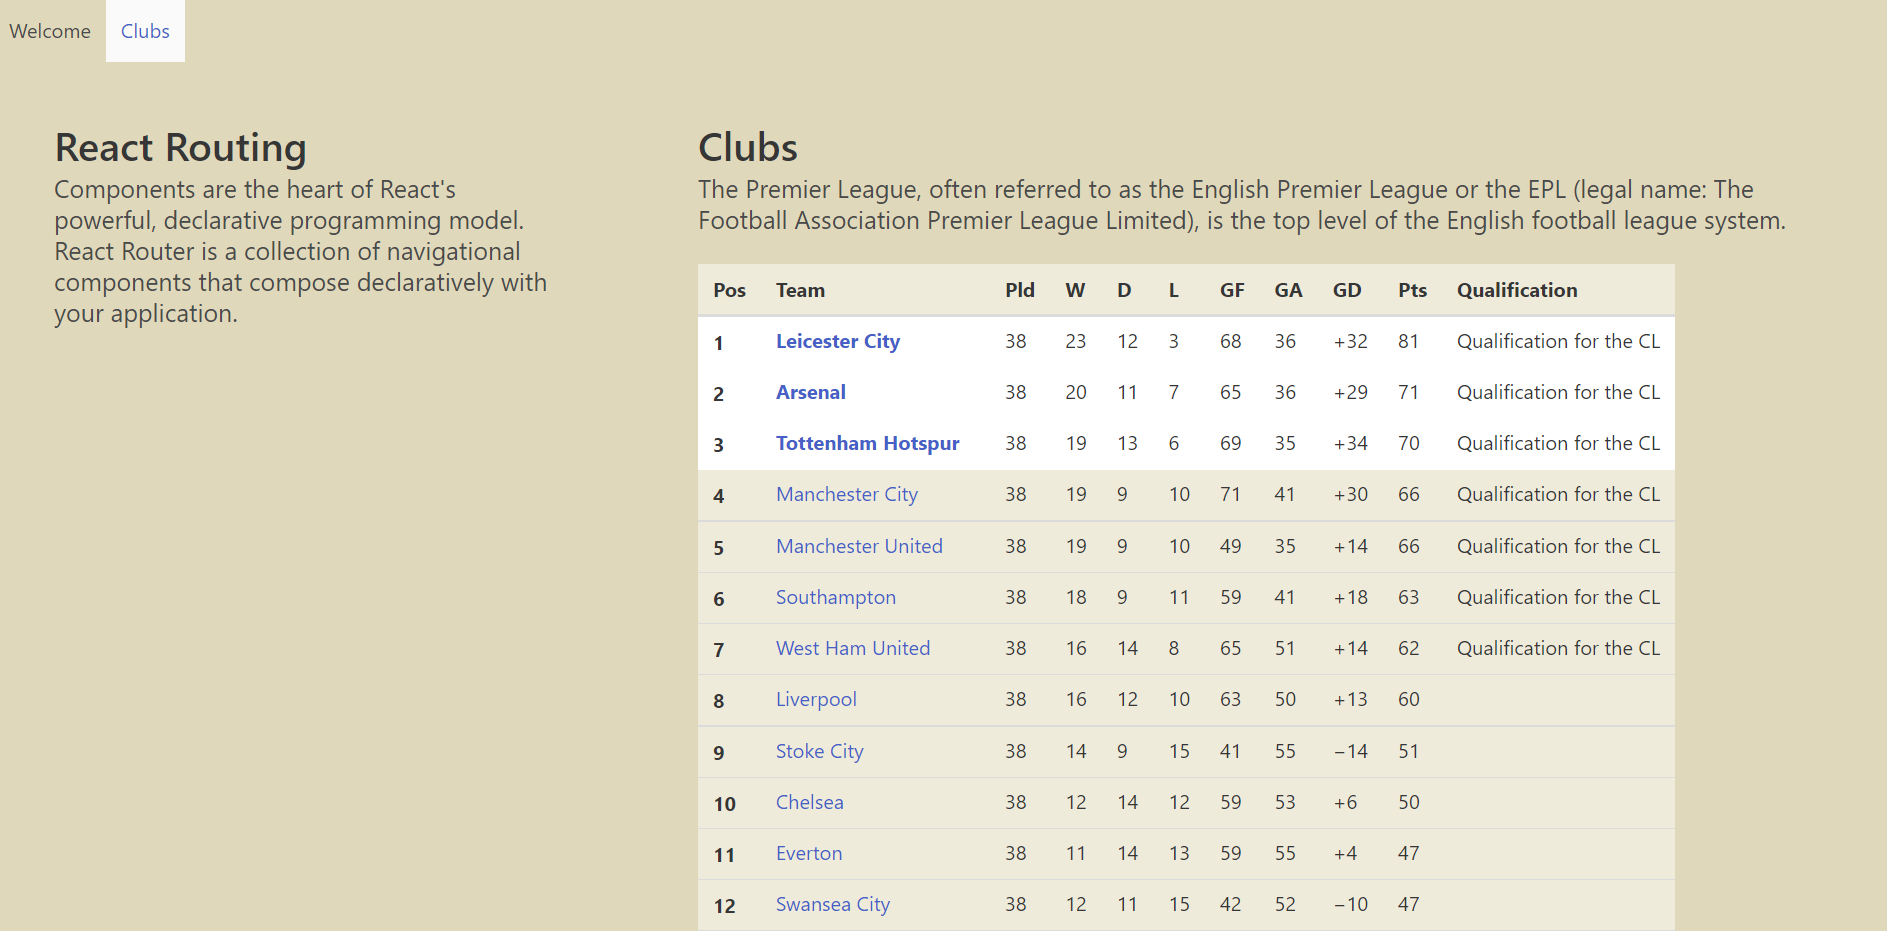 Welcome Clubs
React Routing
Components are the heart of React's
powerful, declarative programming model.
React Router is a collection of navigational
components that compose declaratively with
your application.
Clubs
The Premier League, often referred to as the English Premier League or the EPL (legal name: The
Football Association Premier League Limited), is the top level of the English football league system.
Pos Team Pld W D L GF GA GD Pts Qualification
1 Leicester City 38 23 12 3 68 36 +32 81 Qualification for the CL
2 Arsenal 38 20 11 7 65 36 +29 71 Qualification for the CL
3 Tottenham Hotspur 38 19 13 6 69 35 +34 70 Qualification for the CL
4 Manchester City 38 19 9 10 71 41 +30 66 Qualification for the CL
5 Manchester United 38 19 9 10 49 35 +14 66 Qualification for the CL
6 Southampton 38 18 9 11 59 41 +18 63 Qualification for the CL
7 West Ham United 38 16 14 8 65 51 +14 62 Qualification for the CL
8 Liverpool 38 16 12 10 63 50 +13 60
9 Stoke City 38 14 9 15 41 55 −14 51
10 Chelsea 38 12 14 12 59 53 +6 50
11 Everton 38 11 14 13 59 55 +4 47
12 Swansea City 38 12 11 15 42 52 −10 47